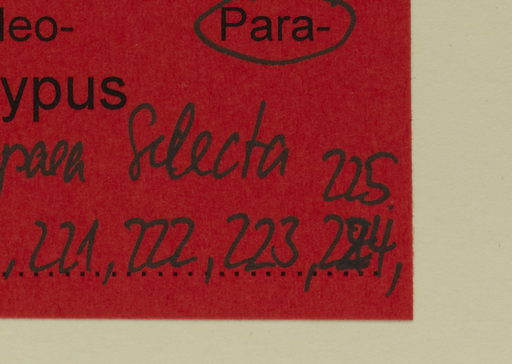 leo- Para-
ypus
selecta
225
, 221, 222, 223, 224,